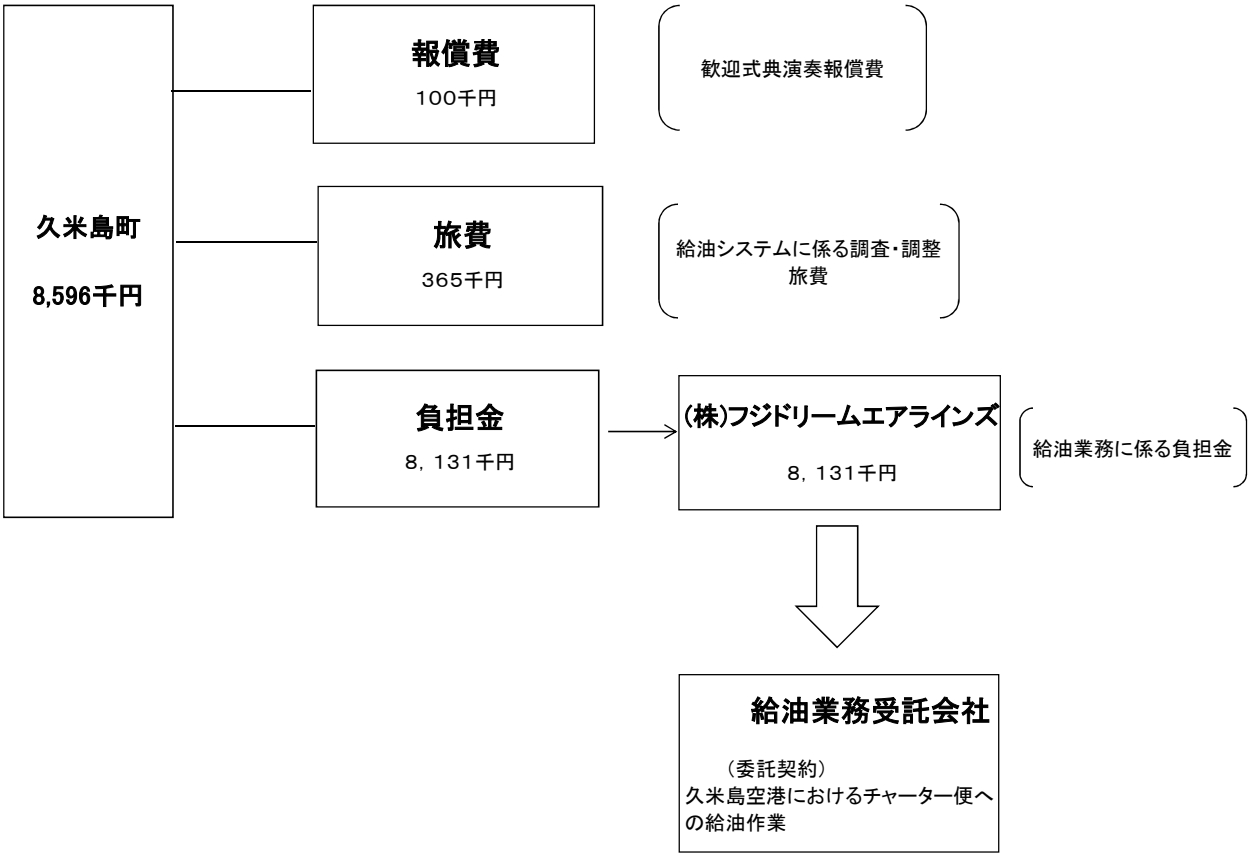 久米島町
8,596千円
報償費
100千円
歓迎式典演奏報償費
旅費
365千円
給油システムに係る調査・調整
旅費
負担金
8，131千円
(株)フジドリームエアラインズ
8，131千円
給油業務に係る負担金
給油業務受託会社
（委託契約）
久米島空港におけるチャーター便へ
の給油作業